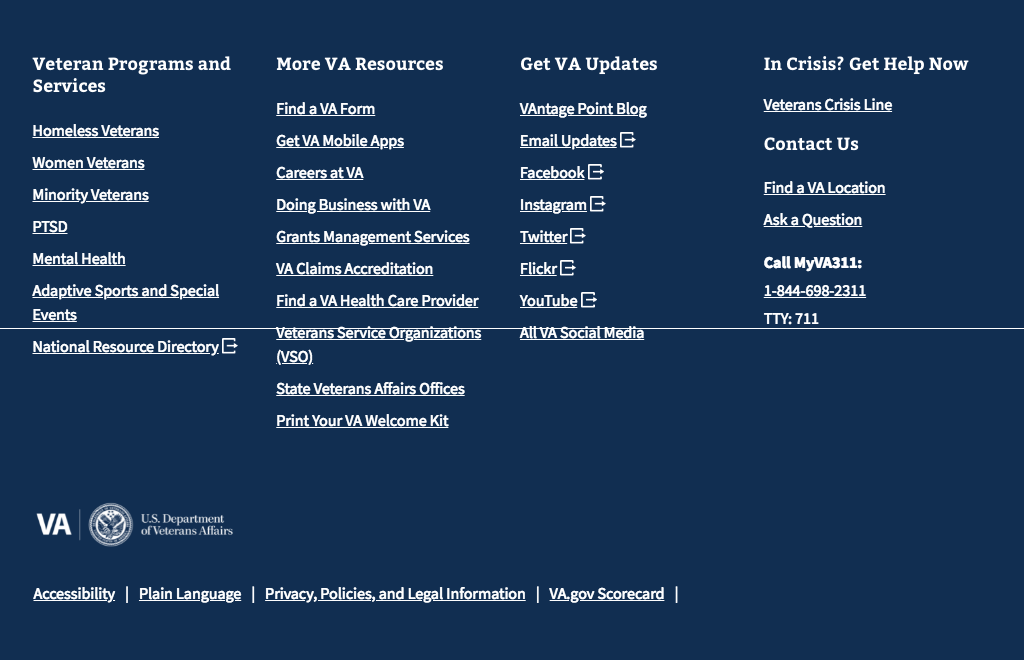 Veteran Programs and
Services
Homeless Veterans
Women Veterans
Minority Veterans
PTSD
Mental Health
Adaptive Sports and Special
Events
National Resource Directory
More VA Resources
Find a VA Form
Get VA Mobile Apps
Careers at VA
Doing Business with VA
Grants Management Services
VA Claims Accreditation
Find a VA Health Care Provider
Veterans Service Organizations
(VSO)
State Veterans Affairs Offices
Print Your VA Welcome Kit
Get VA Updates
VAntage Point Blog
Email Updates
Facebook
Instagram
Twitter
Flickr
YouTube
All VA Social Media
In Crisis? Get Help Now
Veterans Crisis Line
Contact Us
Find a VA Location
Ask a Question
Call MyVA311:
1-844-698-2311
TTY: 711
VA | U.S. Department
of Veterans Affairs
Accessibility | Plain Language | Privacy, Policies, and Legal Information | VA.gov Scorecard |